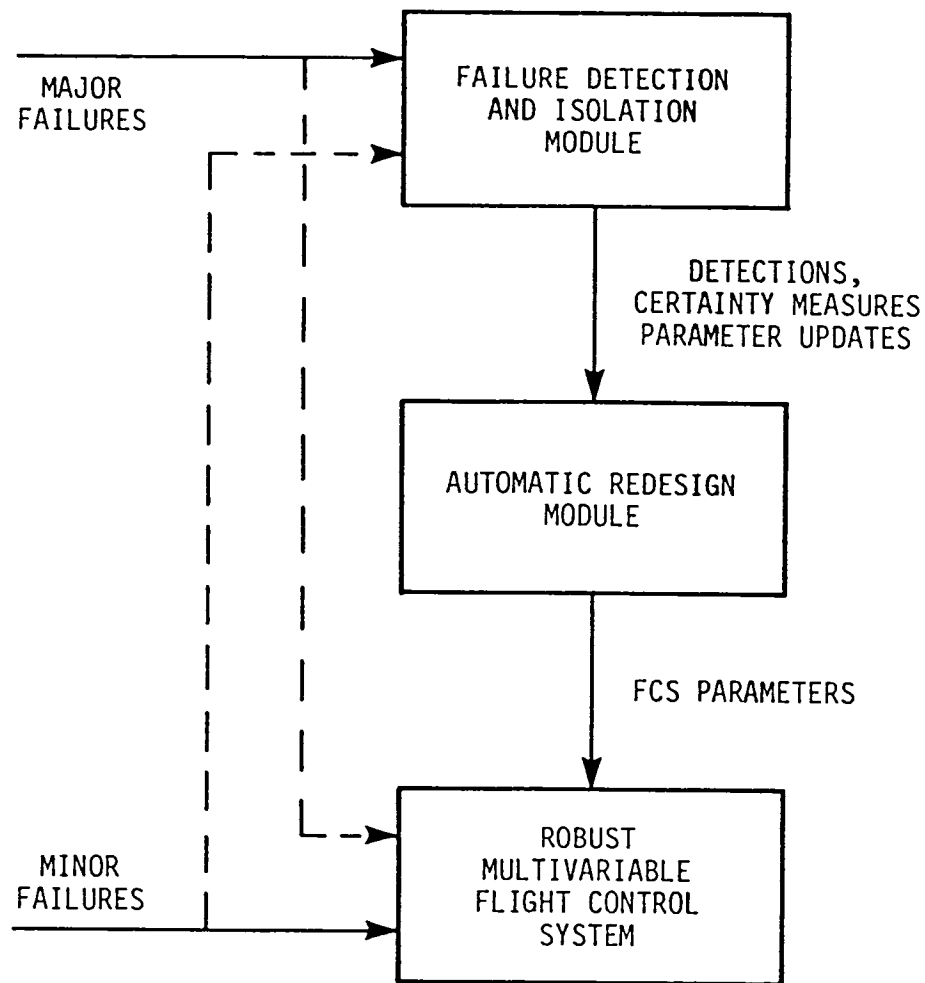 MAJOR
FAILURES
FAILURE DETECTION
AND ISOLATION
MODULE
DETECTIONS,
CERTAINTY MEASURES
PARAMETER UPDATES
AUTOMATIC REDESIGN
MODULE
FCS PARAMETERS
MINOR
FAILURES
ROBUST
MULTIVARIABLE
FLIGHT CONTROL
SYSTEM